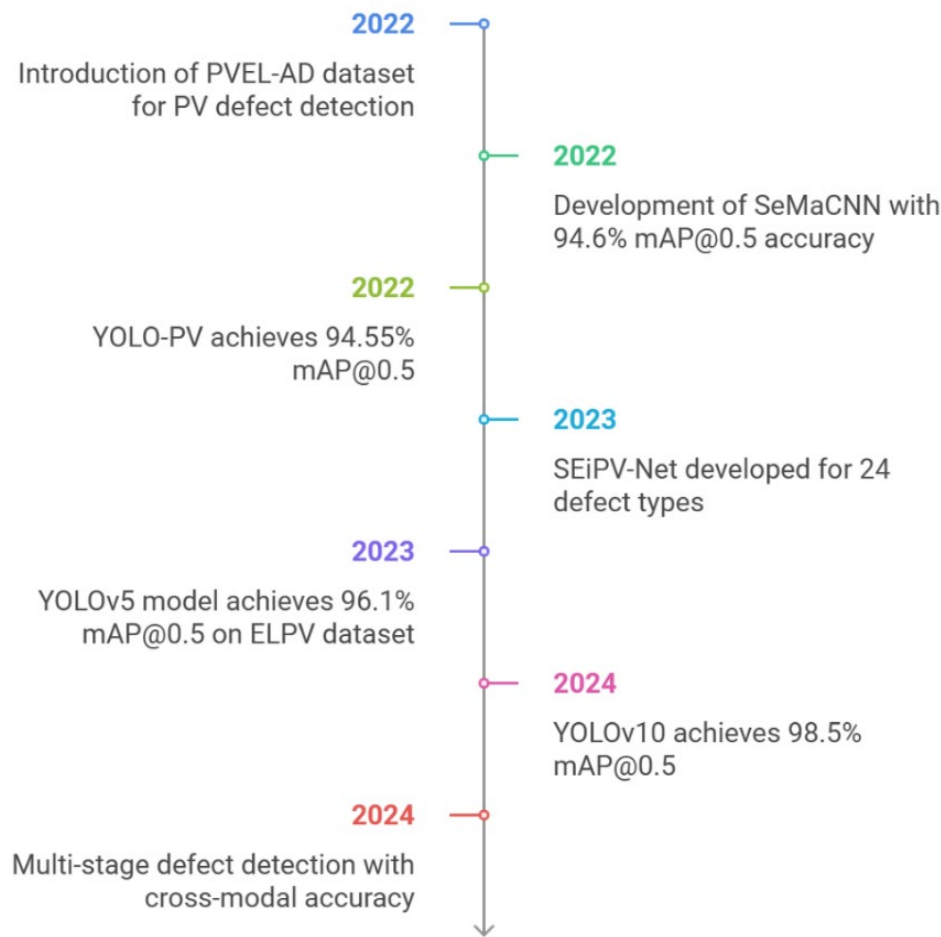 2022
Introduction of PVEL-AD dataset
for PV defect detection
2022
Development of SeMaCNN with
94.6% mAP@0.5 accuracy
2022
YOLO-PV achieves 94.55%
mAP@0.5
2023
SEiPV-Net developed for 24
defect types
2023
YOLOv5 model achieves 96.1%
mAP@0.5 on ELPV dataset
2024
YOLOv10 achieves 98.5%
mAP@0.5
2024
Multi-stage defect detection with
cross-modal accuracy